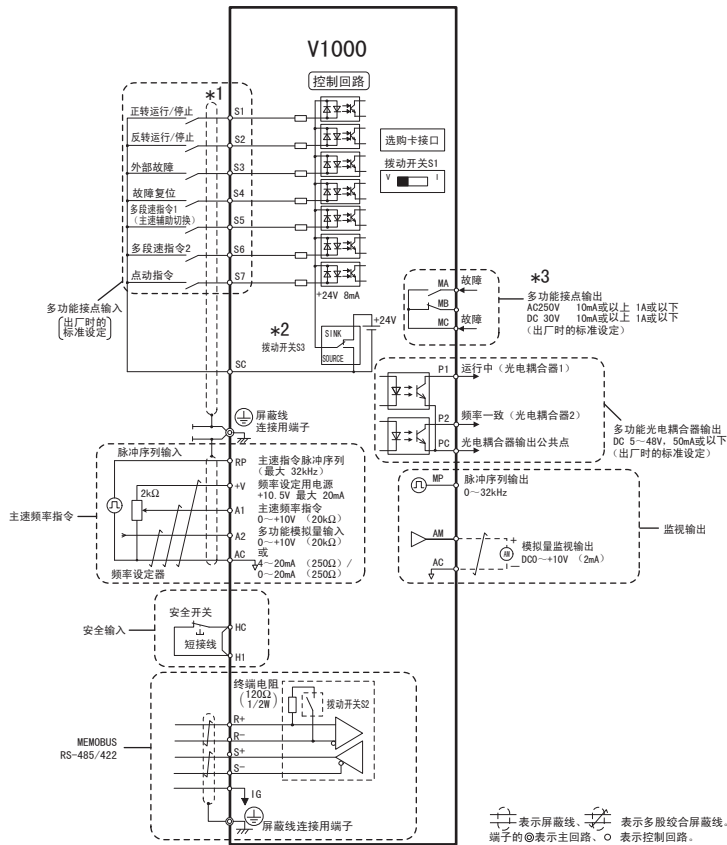 V1000
控制回路
*1
正转运行/停止
S1
反转运行/停止
S2
外部故障
S3
故障复位
S4
多段速指令1
(主速辅助切换)
S5
多段速指令2
S6
点动指令
S7
多功能接点输入
出厂时的
标准设定
选购卡接口
拨动开关S1
V
I
+24V 8mA
*2
拨动开关S3
SINK
SOURCE
+24V
SC
MA
故障
MB
MC
故障
*3
多功能接点输出
AC250V 10mA或以上 1A或以下
DC 30V 10mA或以上 1A或以下
(出厂时的标准设定)
P1
运行中(光电耦合器1)
P2
频率一致(光电耦合器2)
PC
光电耦合器输出公共点
多功能光电耦合器输出
DC 5~48V, 50mA或以下
(出厂时的标准设定)
屏蔽线
连接用端子
脉冲序列输入
2kΩ
主速频率指令
频率设定器
RP
主速指令脉冲序列
(最大 32kHz)
+V
频率设定用电源
+10.5V 最大 20mA
A1
主速频率指令
0~+10V (20kΩ)
A2
多功能模拟量输入
0~+10V (20kΩ)
或
AC
4~20mA (250Ω)/
0~20mA (250Ω)
MP
脉冲序列输出
0~32kHz
AM
AM
+
−
模拟量监视输出
DC0~+10V (2mA)
AC
监视输出
安全输入
安全开关
短接线
HC
H1
终端电阻
(120Ω
1/2W)
拨动开关S2
MEMOBUS
RS-485/422
R+
R-
S+
S-
IG
屏蔽线连接用端子
表示屏蔽线、 表示多股绞合屏蔽线。
端子的◎表示主回路、○ 表示控制回路。